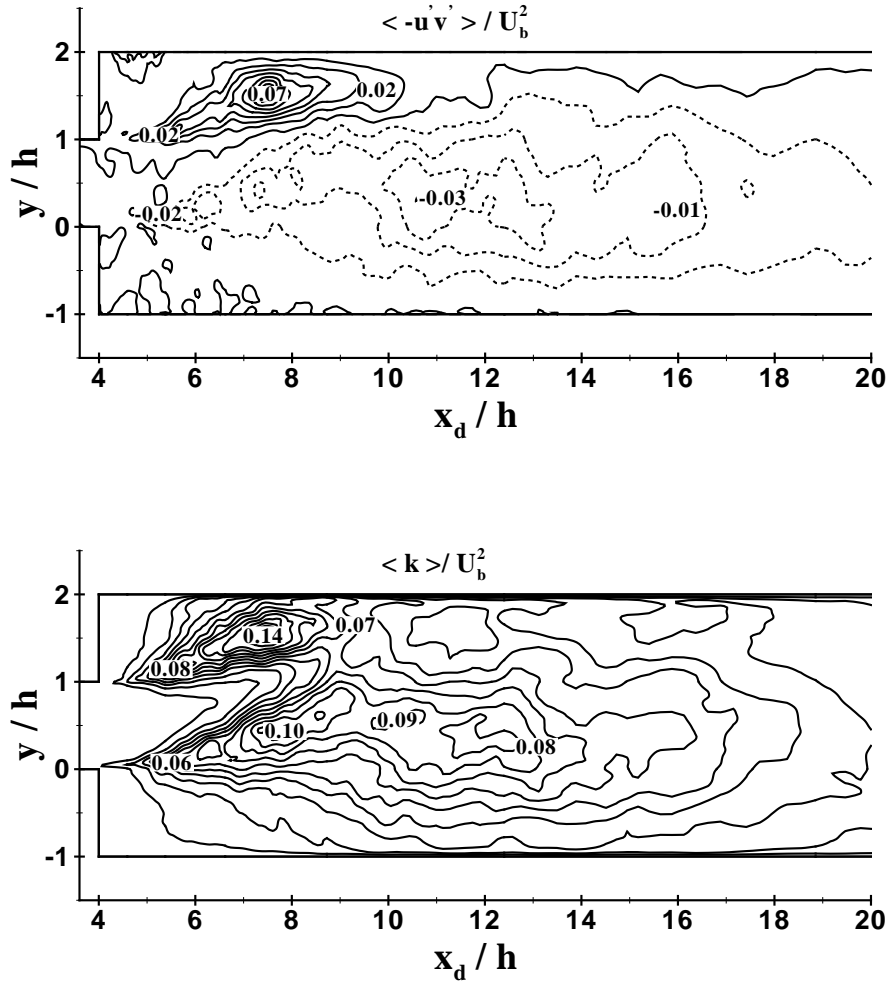 < -u'v' > / U_b^2
2
0.07
0.02
0.02
1
-0.03
-0.02
-0.01
0
-1
y / h
4 6 8 10 12 14 16 18 20
x_d / h
< k > / U_b^2
2
0.07
0.14
0.08
1
0.09
0.10
0.08
0.06
0
-1
y / h
4 6 8 10 12 14 16 18 20
x_d / h